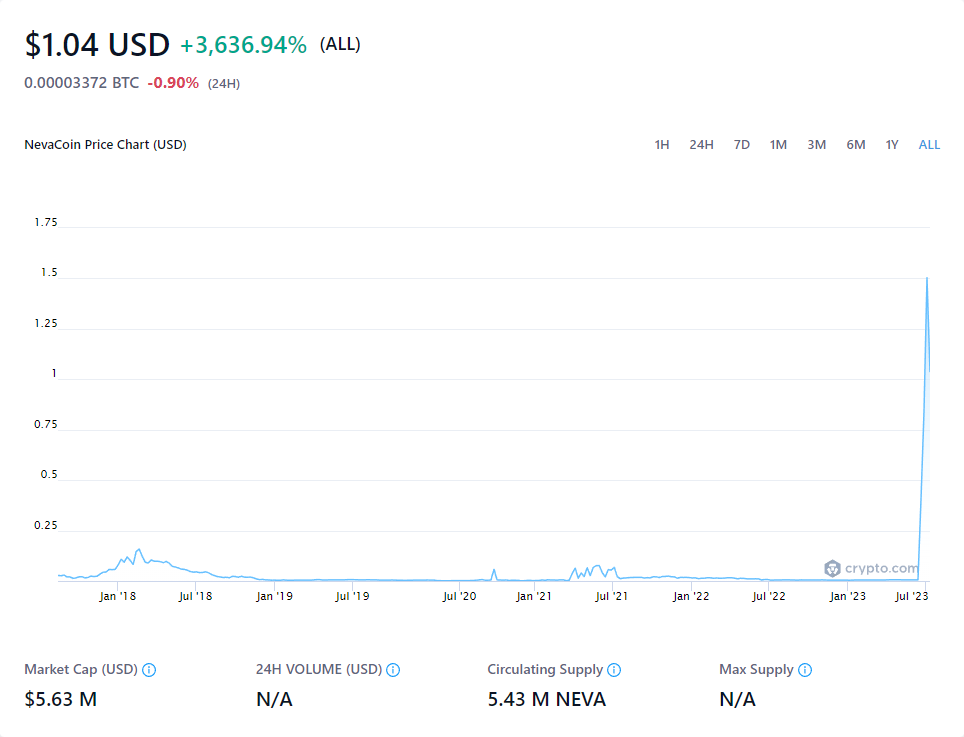 $1.04 USD +3,636.94% (ALL)
0.00003372 BTC -0.90% (24H)
NevaCoin Price Chart (USD) 1H 24H 7D 1M 3M 6M 1Y ALL
1.75
1.5
1.25
1
0.75
0.5
0.25
crypto.com
Jan '18 Jul '18 Jan '19 Jul '19 Jul '20 Jan '21 Jul '21 Jan '22 Jul '22 Jan '23 Jul '23
Market Cap (USD) 24H VOLUME (USD) Circulating Supply Max Supply
$5.63 M N/A 5.43 M NEVA N/A